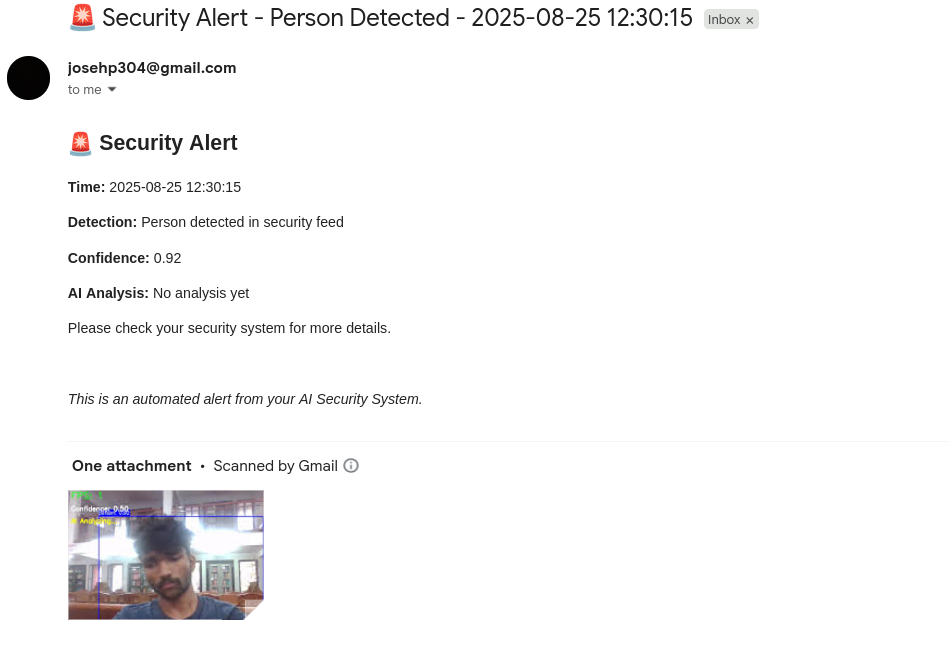 🚨 Security Alert - Person Detected - 2025-08-25 12:30:15 Inbox ×
josehp304@gmail.com
to me
🚨 Security Alert
Time: 2025-08-25 12:30:15
Detection: Person detected in security feed
Confidence: 0.92
AI Analysis: No analysis yet
Please check your security system for more details.
This is an automated alert from your AI Security System.
One attachment • Scanned by Gmail
Confidence: 0.50
Analyzing...